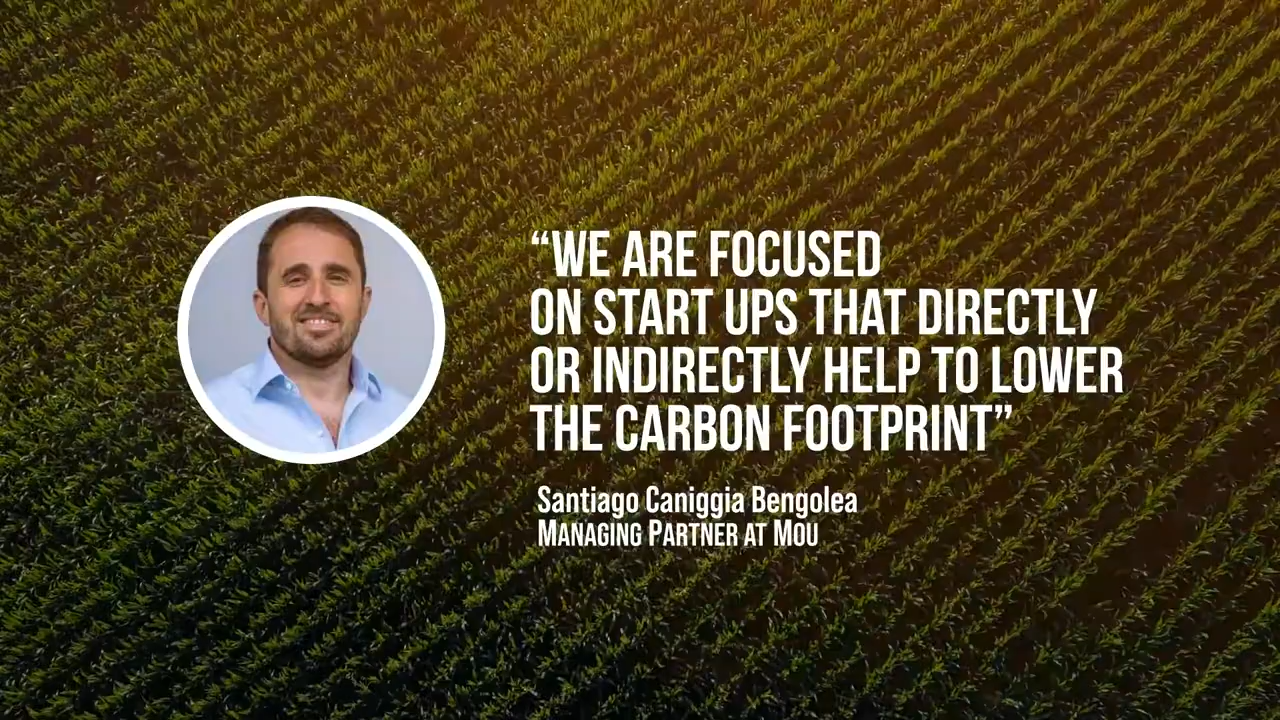 “WE ARE FOCUSED
ON START UPS THAT DIRECTLY
OR INDIRECTLY HELP TO LOWER
THE CARBON FOOTPRINT”
Santiago Caniggia Bengolea
MANAGING PARTNER AT MOU